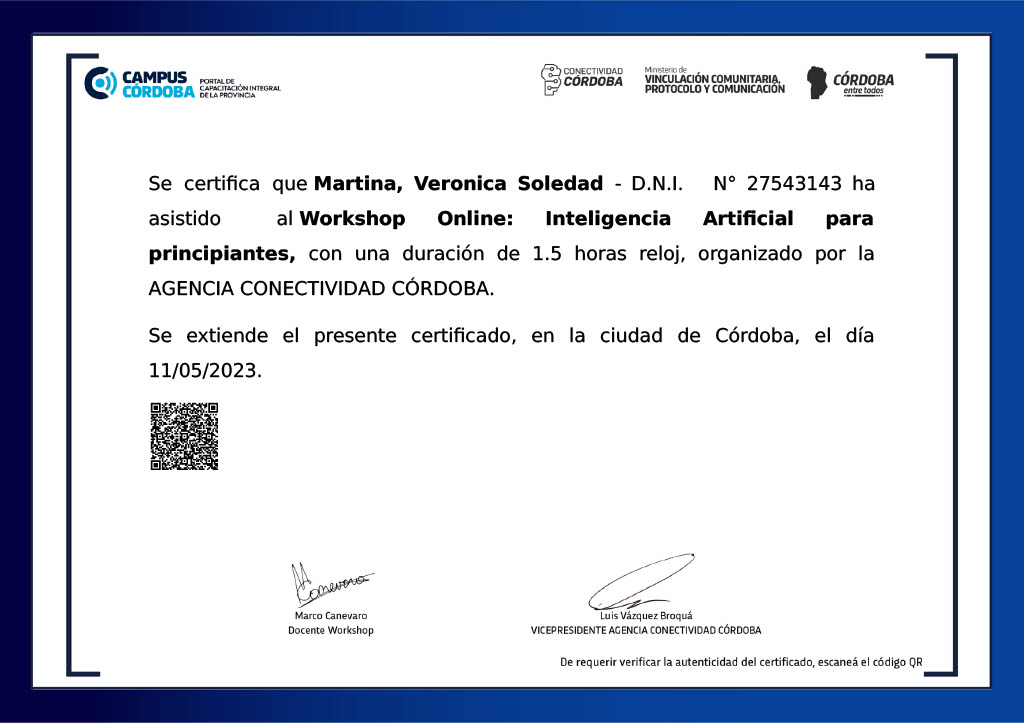 CAMPUS CÓRDOBA
PORTAL DE
CAPACITACIÓN INTEGRAL
DE LA PROVINCIA
CONECTIVIDAD
CÓRDOBA
Ministerio de
VINCULACIÓN COMUNITARIA,
PROTOCOLO Y COMUNICACIÓN
CÓRDOBA
entre todos
Se certifica que Martina, Veronica Soledad - D.N.I. N° 27543143 ha
asistido al Workshop Online: Inteligencia Artificial para
principiantes, con una duración de 1.5 horas reloj, organizado por la
AGENCIA CONECTIVIDAD CÓRDOBA.
Se extiende el presente certificado, en la ciudad de Córdoba, el día
11/05/2023.
Canevaro
Marco Canevaro
Docente Workshop
Luis Vázquez Broquá
VICEPRESIDENTE AGENCIA CONECTIVIDAD CÓRDOBA
De requerir verificar la autenticidad del certificado, escaneá el código QR